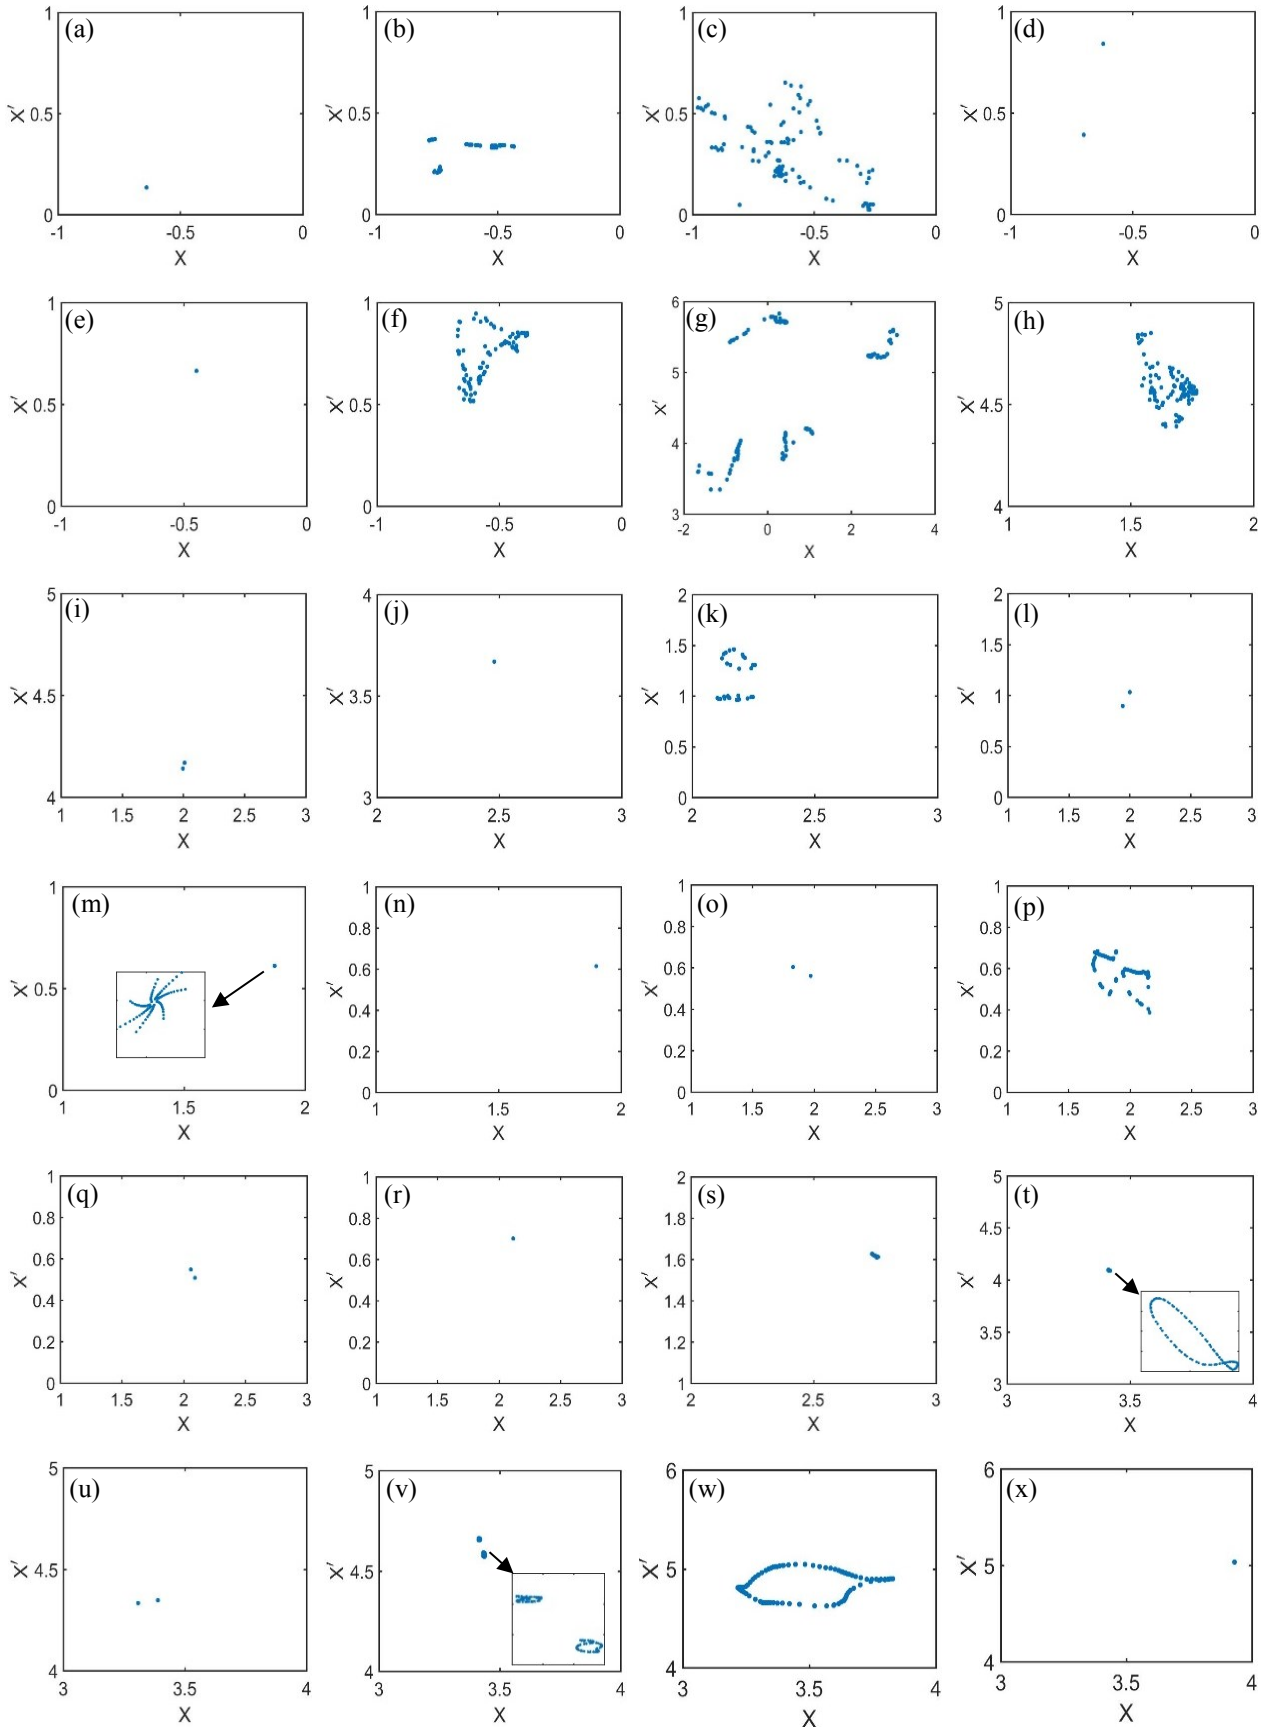 (a) (b) (c) (d)
1 1 1 1
X′ 0.5 X′ 0.5 X′ 0.5 X′ 0.5
0 0 0 0
-1 -0.5 0 -1 -0.5 0 -1 -0.5 0 -1 -0.5 0
X X X X
(e) (f) (g) (h)
1 1 6 5
5
X′ 0.5 X′ 0.5 X′ X′ 4.5
4
0 0 3 4
-1 -0.5 0 -1 -0.5 0 -2 0 2 4 1 1.5 2
X X X X
(i) (j) (k) (l)
5 4 2 2
1.5 1.5
X′ 4.5 X′ 3.5 X′ 1 X′ 1
0.5 0.5
4 3 0 0
1 1.5 2 2.5 3 2 2.5 3 2 2.5 3 1 1.5 2 2.5 3
X X X X
(m) (n) (o) (p)
1 1 1 1
0.8 0.8 0.8
0.6 0.6 0.6
X′ 0.5 X′ X′ X′
0.4 0.4 0.4
0.2 0.2 0.2
0 0 0 0
1 1.5 2 1 1.5 2 1 1.5 2 2.5 3 1 1.5 2 2.5 3
X X X X
(q) (r) (s) (t)
1 1 2 5
0.8 0.8 1.8 4.5
0.6 0.6 1.6
X′ X′ X′ X′ 4
0.4 0.4 1.4 3.5
0.2 0.2 1.2
0 0 1 3
1 1.5 2 2.5 3 1 1.5 2 2.5 3 2 2.5 3 3 3.5 4
X X X X
(u) (v) (w) (x)
5 5 6 6
X′ 4.5 X′ 4.5 X′ 5 X′ 5
4 4 4 4
3 3.5 4 3 3.5 4 3 3.5 4 3 3.5 4
X X X X